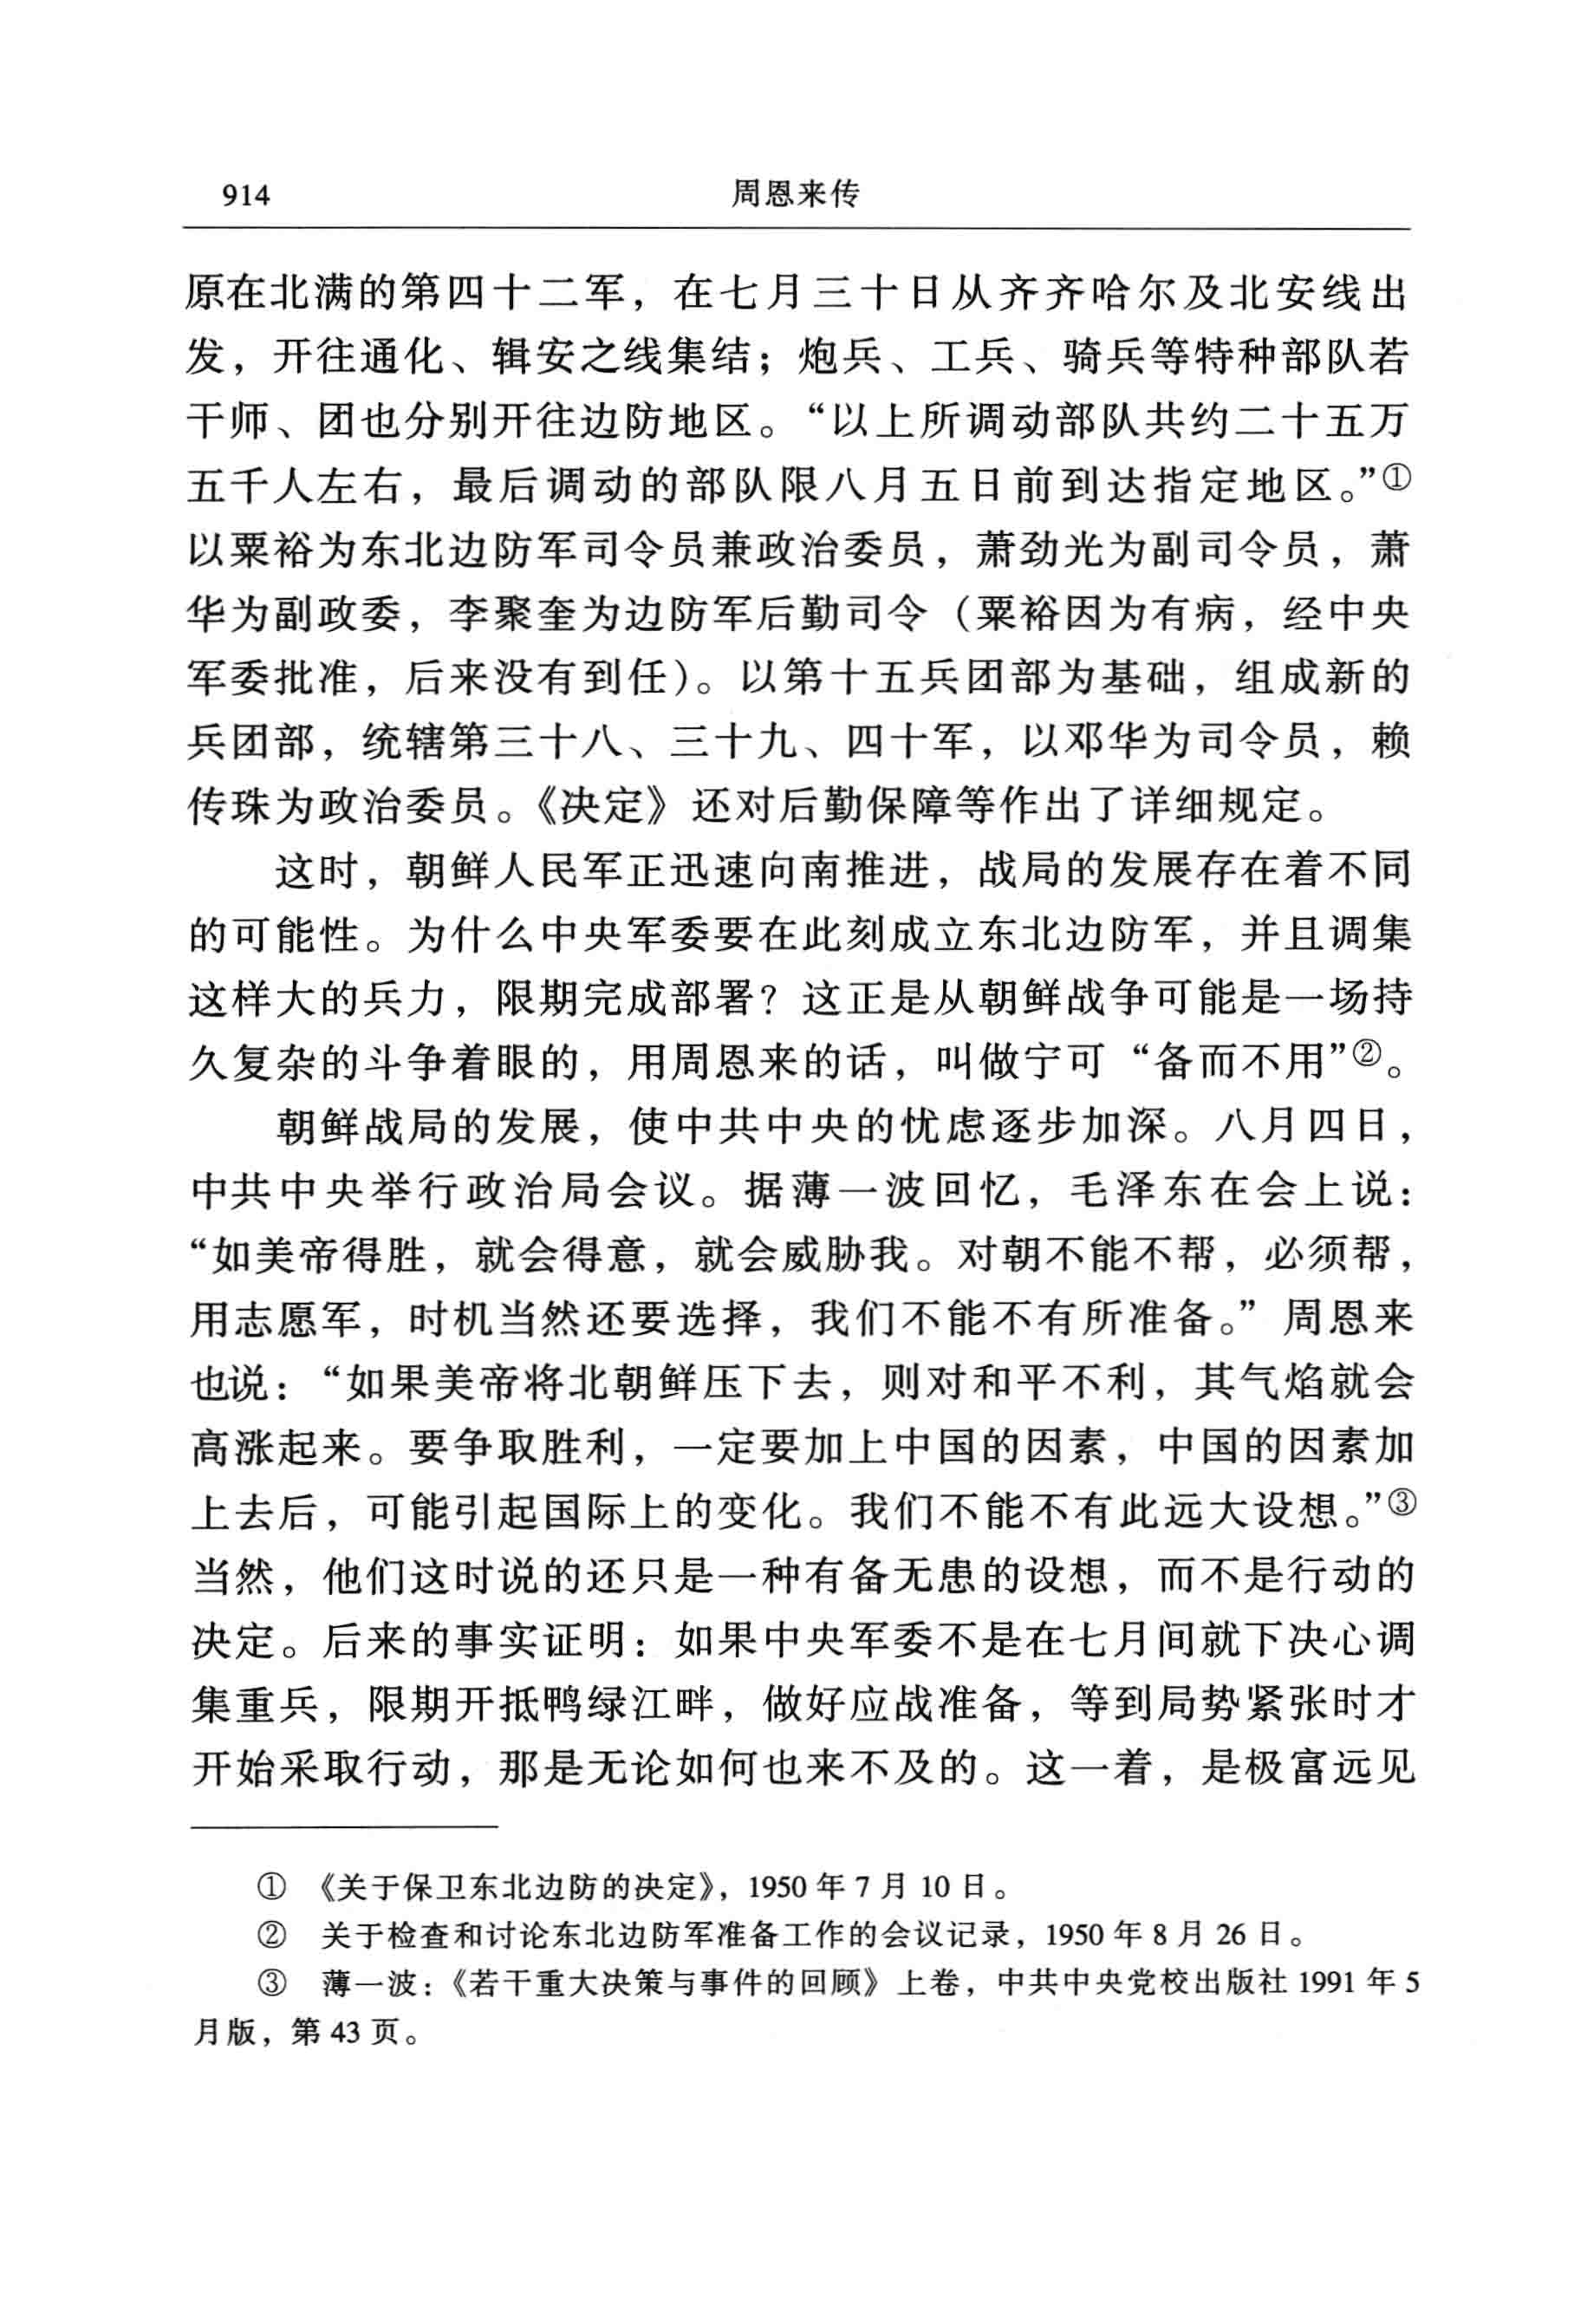 914 周恩来传
原在北满的第四十二军，在七月三十日从齐齐哈尔及北安线出
发，开往通化、辑安之线集结；炮兵、工兵、骑兵等特种部队若
干师、团也分别开往边防地区。“以上所调动部队共约二十五万
五千人左右，最后调动的部队限八月五日前到达指定地区。”①
以粟裕为东北边防军司令员兼政治委员，萧劲光为副司令员，萧
华为副政委，李聚奎为边防军后勤司令（粟裕因为有病，经中央
军委批准，后来没有到任）。以第十五兵团部为基础，组成新的
兵团部，统辖第三十八、三十九、四十军，以邓华为司令员，赖
传珠为政治委员。《决定》还对后勤保障等作出了详细规定。
这时，朝鲜人民军正迅速向南推进，战局的发展存在着不同
的可能性。为什么中央军委要在此刻成立东北边防军，并且调集
这样大的兵力，限期完成部署？这正是从朝鲜战争可能是一场持
久复杂的斗争着眼的，用周恩来的话，叫做宁可“备而不用”②。
朝鲜战局的发展，使中共中央的忧虑逐步加深。八月四日，
中共中央举行政治局会议。据薄一波回忆，毛泽东在会上说：
“如美帝得胜，就会得意，就会威胁我。对朝不能不帮，必须帮，
用志愿军，时机当然还要选择，我们不能不有所准备。”周恩来
也说：“如果美帝将北朝鲜压下去，则对和平不利，其气焰就会
高涨起来。要争取胜利，一定要加上中国的因素，中国的因素加
上去后，可能引起国际上的变化。我们不能不有此远大设想。”③
当然，他们这时说的还只是一种有备无患的设想，而不是行动的
决定。后来的事实证明：如果中央军委不是在七月间就下决心调
集重兵，限期开抵鸭绿江畔，做好应战准备，等到局势紧张时才
开始采取行动，那是无论如何也来不及的。这一着，是极富远见
① 《关于保卫东北边防的决定》，1950 年 7 月 10 日。
② 关于检查和讨论东北边防军准备工作的会议记录，1950 年 8 月 26 日。
③ 薄一波：《若干重大决策与事件的回顾》上卷，中共中央党校出版社 1991 年 5
月版，第 43 页。